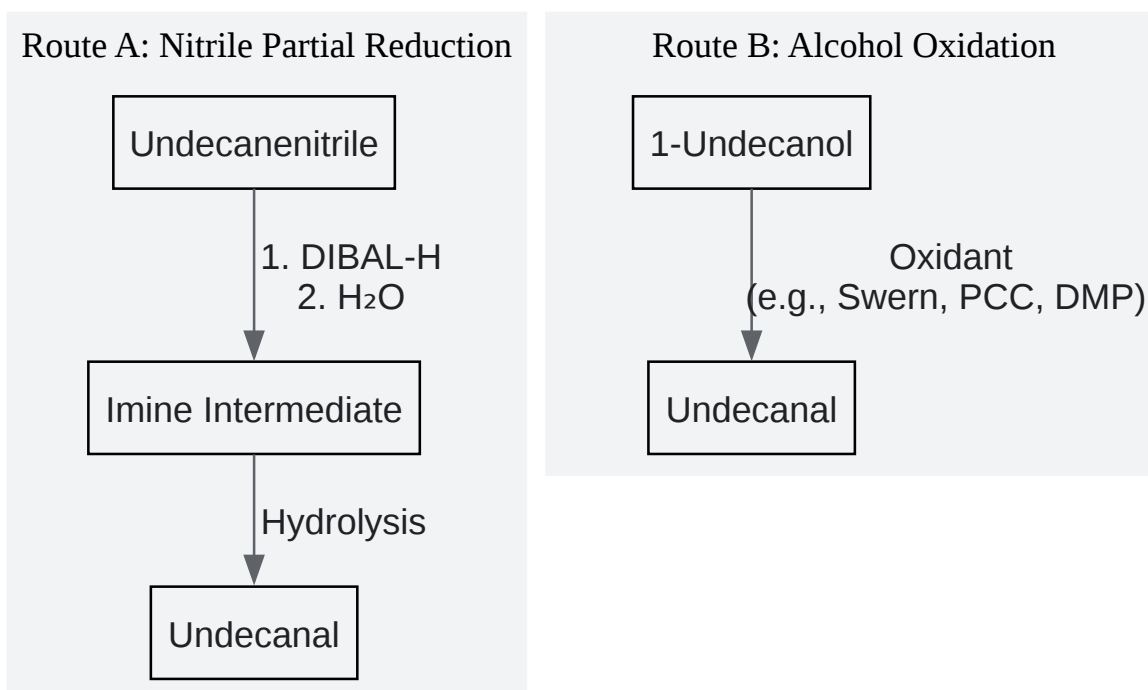 Route A: Nitrile Partial Reduction
Undecanenitrile
1. DIBAL-H
2. H₂O
Imine Intermediate
Hydrolysis
Undecanal
Route B: Alcohol Oxidation
1-Undecanol
Oxidant
(e.g., Swern, PCC, DMP)
Undecanal